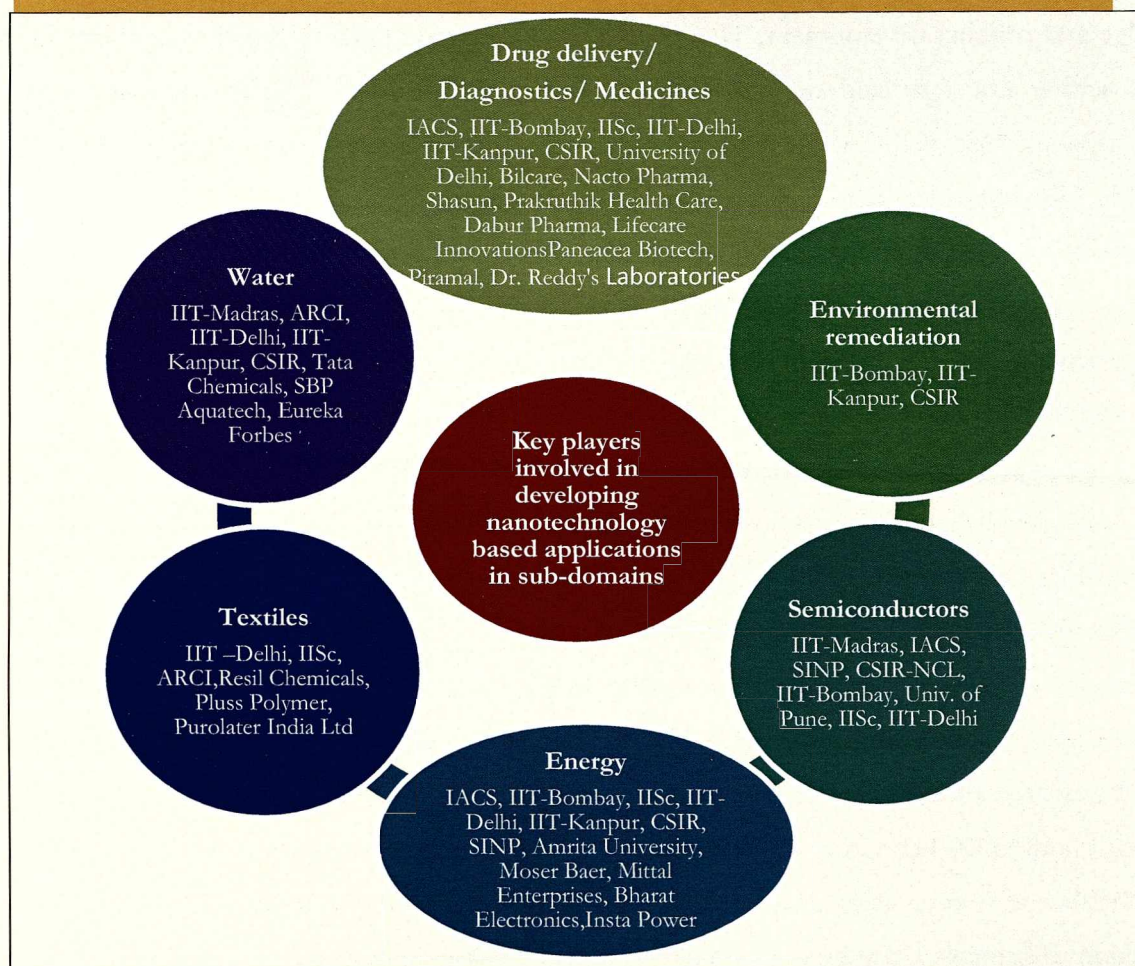 Drug delivery/
Diagnostics/ Medicines
IACS, IIT-Bombay, IISc, IIT-Delhi,
IIT-Kanpur, CSIR, University of
Delhi, Bilcare, Nacto Pharma,
Shasun, Prakruthik Health Care,
Dabur Pharma, Lifecare
InnovationsPaneacea Biotech,
Piramal, Dr. Reddy's Laboratories
Environmental
remediation
IIT-Bombay, IIT-
Kanpur, CSIR
Semiconductors
IIT-Madras, IACS,
SINP, CSIR-NCL,
IIT-Bombay, Univ. of
Pune, IISc, IIT-Delhi
Energy
IACS, IIT-Bombay, IISc, IIT-
Delhi, IIT-Kanpur, CSIR,
SINP, Amrita University,
Moser Baer, Mittal
Enterprises, Bharat
Electronics,Insta Power
Textiles
IIT –Delhi, IISc,
ARCI,Resil Chemicals,
Pluss Polymer,
Purolater India Ltd
Water
IIT-Madras, ARCI,
IIT-Delhi, IIT-
Kanpur, CSIR, Tata
Chemicals, SBP
Aquatech, Eureka
Forbes
Key players
involved in
developing
nanotechnology
based applications
in sub-domains